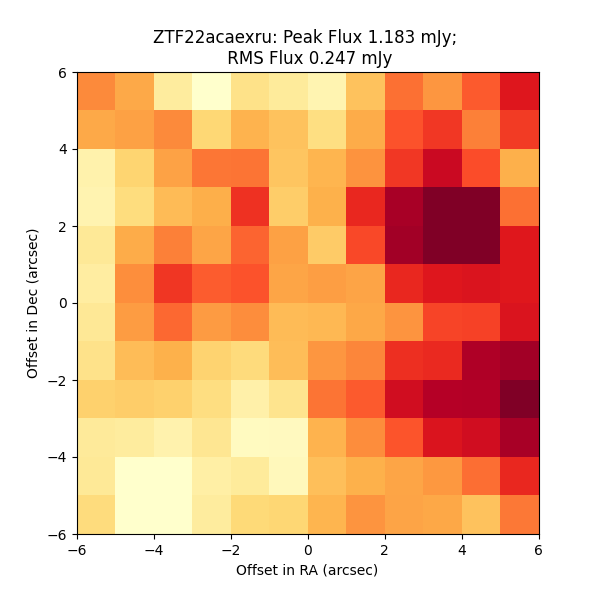 ZTF22acaexru: Peak Flux 1.183 mJy;
RMS Flux 0.247 mJy
6
4
2
0
−2
−4
−6
Offset in Dec (arcsec)
−6 −4 −2 0 2 4 6
Offset in RA (arcsec)